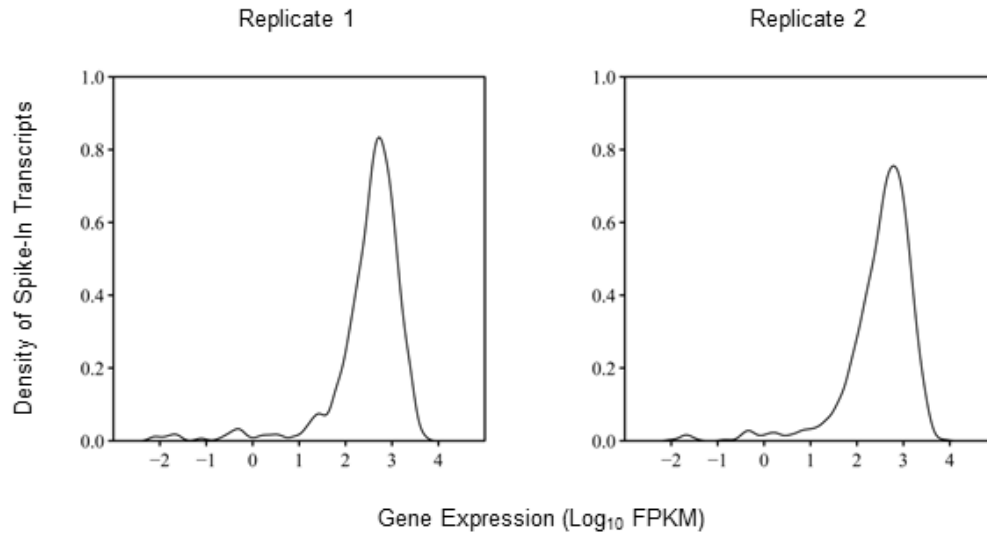 Replicate 1
Replicate 2
Density of Spike-In Transcripts
1.0
0.8
0.6
0.4
0.2
0.0
−2 −1 0 1 2 3 4
1.0
0.8
0.6
0.4
0.2
0.0
−2 −1 0 1 2 3 4
Gene Expression (Log₁₀ FPKM)